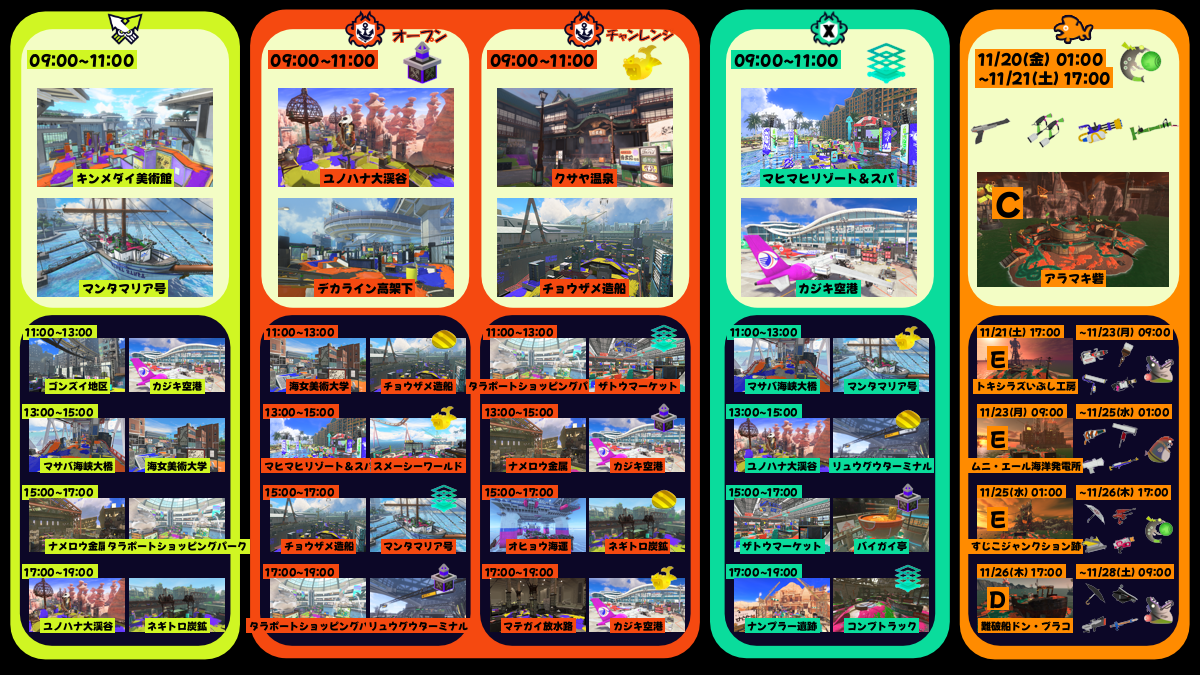 09:00~11:00
キンメダイ美術館
マンタマリア号
11:00~13:00
ゴンズイ地区
カジキ空港
13:00~15:00
マサバ海峡大橋
海女美術大学
15:00~17:00
ナメロウ金属
タラポートショッピングパーク
17:00~19:00
ユノハナ大渓谷
ネギトロ炭鉱
オープン
09:00~11:00
ユノハナ大渓谷
デカライン高架下
11:00~13:00
海女美術大学
チョウザメ造船
13:00~15:00
マヒマヒリゾート&スパ
スメーシーワールド
15:00~17:00
チョウザメ造船
マンタマリア号
17:00~19:00
タラポートショッピングパ
リュウグウターミナル
チャンレンジ
09:00~11:00
クサヤ温泉
チョウザメ造船
11:00~13:00
タラポートショッピングパ
ザトウマーケット
13:00~15:00
ナメロウ金属
カジキ空港
15:00~17:00
オヒョウ海運
ネギトロ炭鉱
17:00~19:00
マテガイ放水路
カジキ空港
X
09:00~11:00
マヒマヒリゾート&スパ
カジキ空港
11:00~13:00
マサバ海峡大橋
マンタマリア号
13:00~15:00
ユノハナ大渓谷
リュウグウターミナル
15:00~17:00
ザトウマーケット
バイガイ亭
17:00~19:00
ナンプラー遺跡
コンブトラック
11/20(金) 01:00
~11/21(土) 17:00
C
アラマキ砦
11/21(土) 17:00
~11/23(月) 09:00
E
トキシラズいぶし工房
11/23(月) 09:00
~11/25(水) 01:00
E
ムニ・エール海洋発電所
11/25(水) 01:00
~11/26(木) 17:00
E
すじこジャンクション跡
11/26(木) 17:00
~11/28(土) 09:00
D
難破船ドン・ブラコ